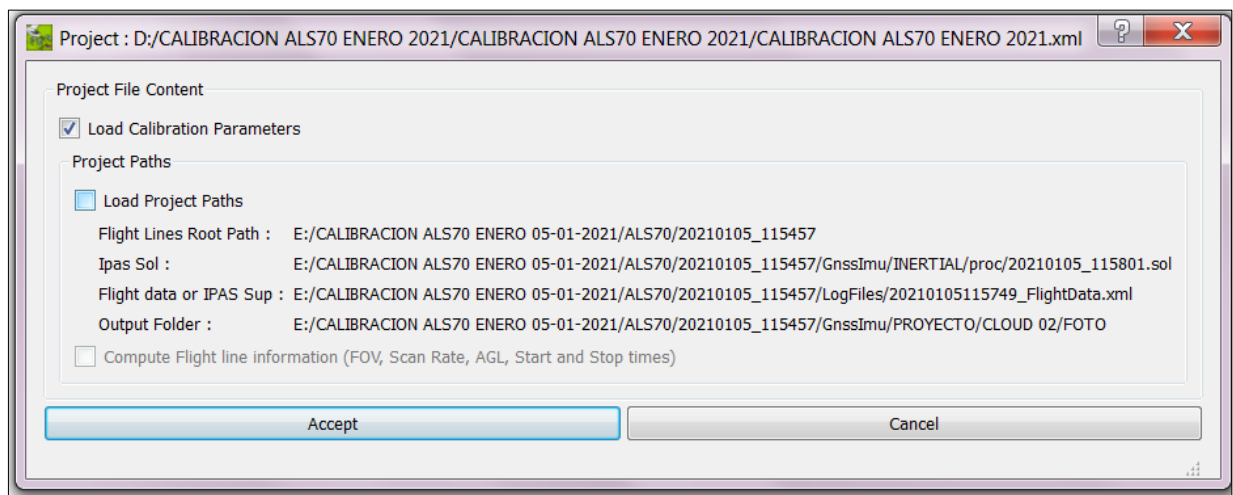 Project : D:/CALIBRACION ALS70 ENERO 2021/CALIBRACION ALS70 ENERO 2021/CALIBRACION ALS70 ENERO 2021.xml
Project File Content
Load Calibration Parameters
Project Paths
Load Project Paths
Flight Lines Root Path : E:/CALIBRACION ALS70 ENERO 05-01-2021/ALS70/20210105_115457
Ipas Sol : E:/CALIBRACION ALS70 ENERO 05-01-2021/ALS70/20210105_115457/GnssImu/INERTIAL/proc/20210105_115801.sol
Flight data or IPAS Sup : E:/CALIBRACION ALS70 ENERO 05-01-2021/ALS70/20210105_115457/LogFiles/20210105115749_FlightData.xml
Output Folder : E:/CALIBRACION ALS70 ENERO 05-01-2021/ALS70/20210105_115457/GnssImu/PROYECTO/CLOUD 02/FOTO
Compute Flight line information (FOV, Scan Rate, AGL, Start and Stop times)
Accept Cancel